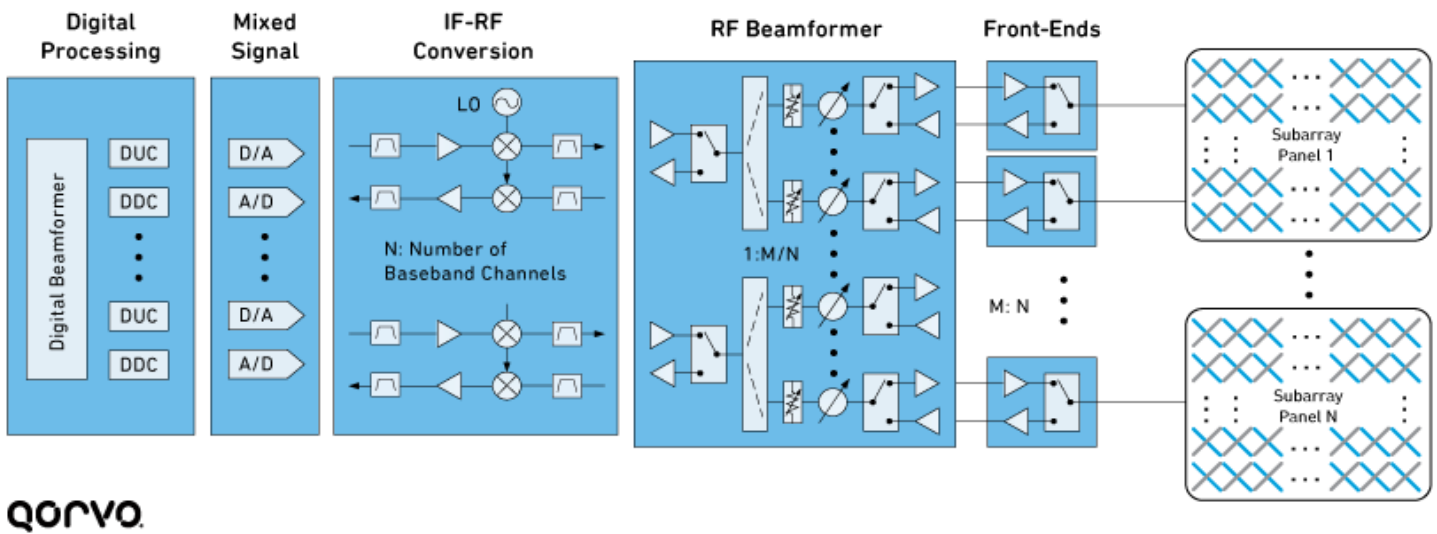 Digital
Processing
Mixed
Signal
IF-RF
Conversion
RF Beamformer
Front-Ends
Digital Beamformer
DUC
DDC
DUC
DDC
D/A
A/D
D/A
A/D
LO
N: Number of
Baseband Channels
1:M/N
M: N
Subarray
Panel 1
Subarray
Panel N
QORVO